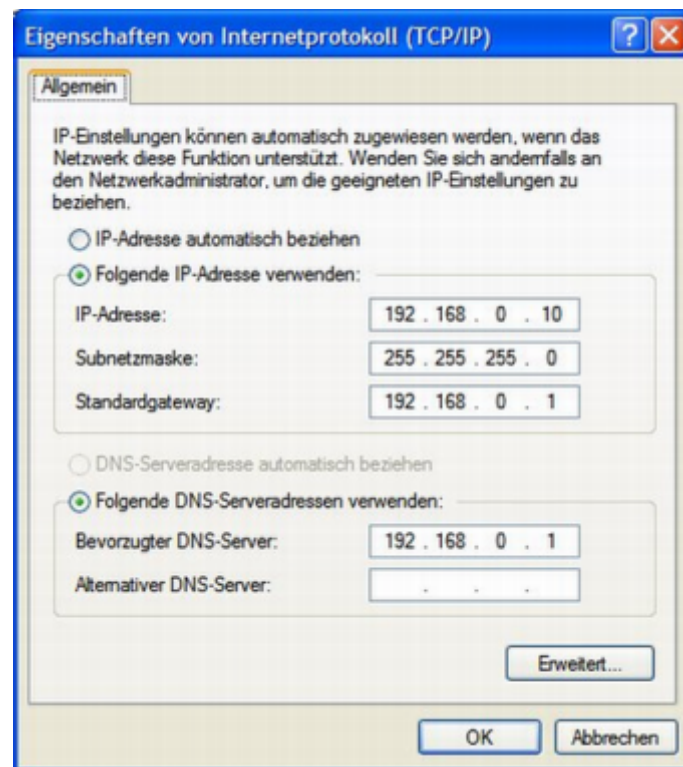 Eigenschaften von Internetprotokoll (TCP/IP)
Allgemein
IP-Einstellungen können automatisch zugewiesen werden, wenn das
Netzwerk diese Funktion unterstützt. Wenden Sie sich andernfalls an
den Netzwerkadministrator, um die geeigneten IP-Einstellungen zu
beziehen.
IP-Adresse automatisch beziehen
Folgende IP-Adresse verwenden:
IP-Adresse: 192 . 168 . 0 . 10
Subnetzmaske: 255 . 255 . 255 . 0
Standardgateway: 192 . 168 . 0 . 1
DNS-Serveradresse automatisch beziehen
Folgende DNS-Serveradressen verwenden:
Bevorzugter DNS-Server: 192 . 168 . 0 . 1
Alternativer DNS-Server: . . .
Erweitert...
OK Abbrechen